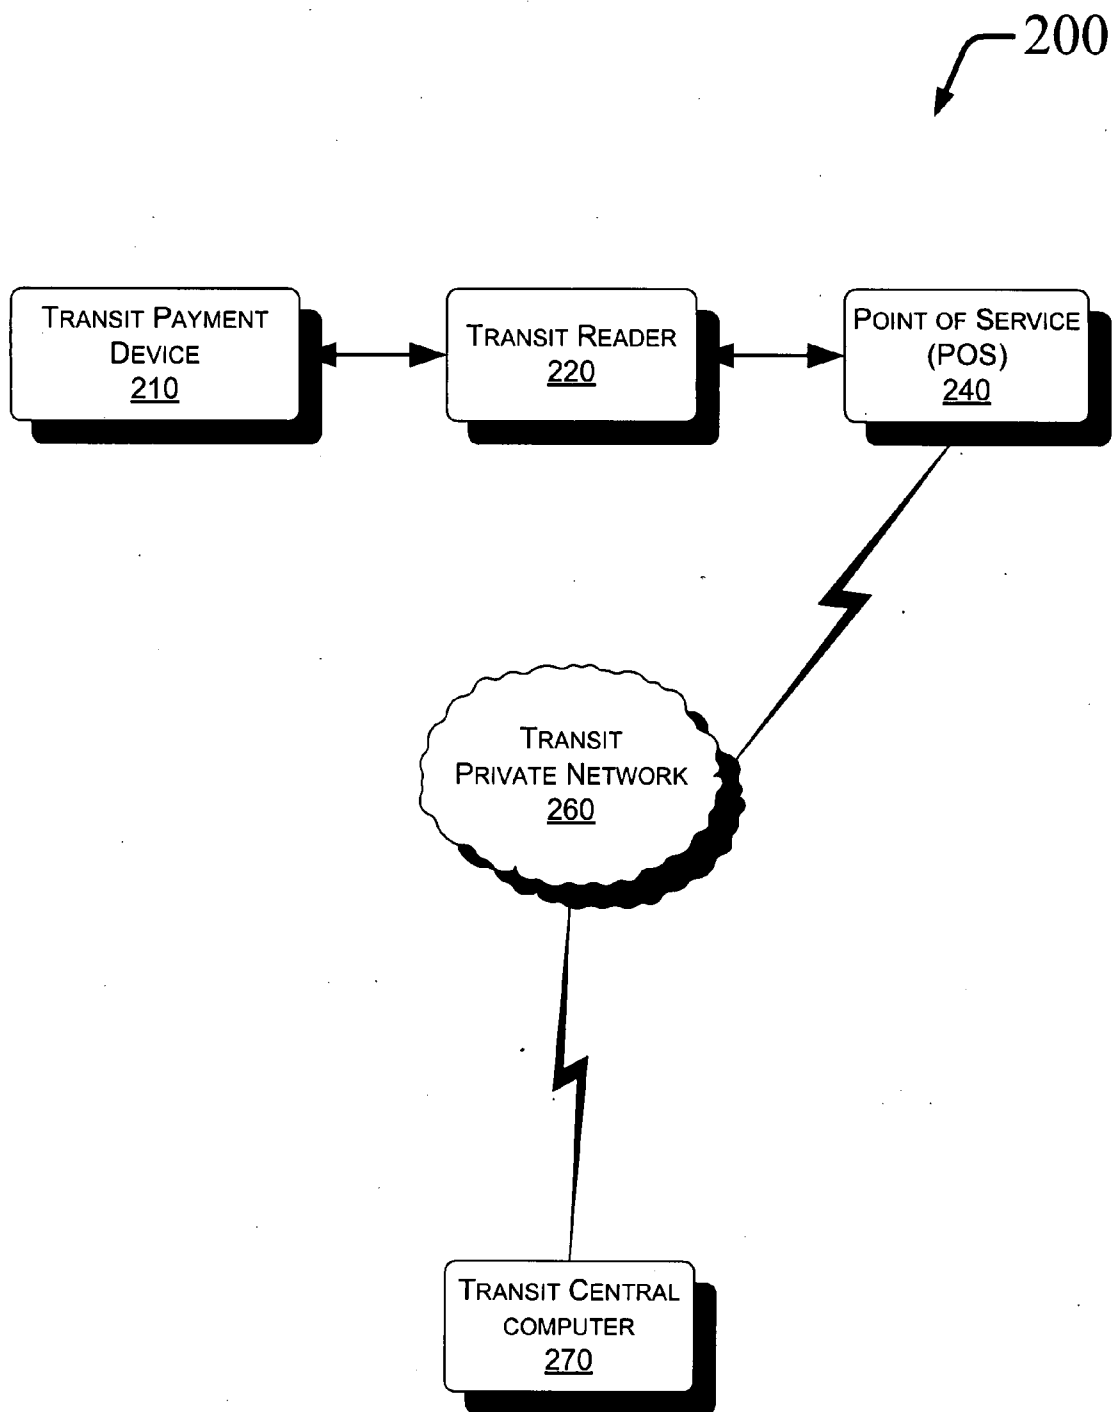 200
TRANSIT PAYMENT
DEVICE
210
TRANSIT READER
220
POINT OF SERVICE
(POS)
240
TRANSIT
PRIVATE NETWORK
260
TRANSIT CENTRAL
COMPUTER
270